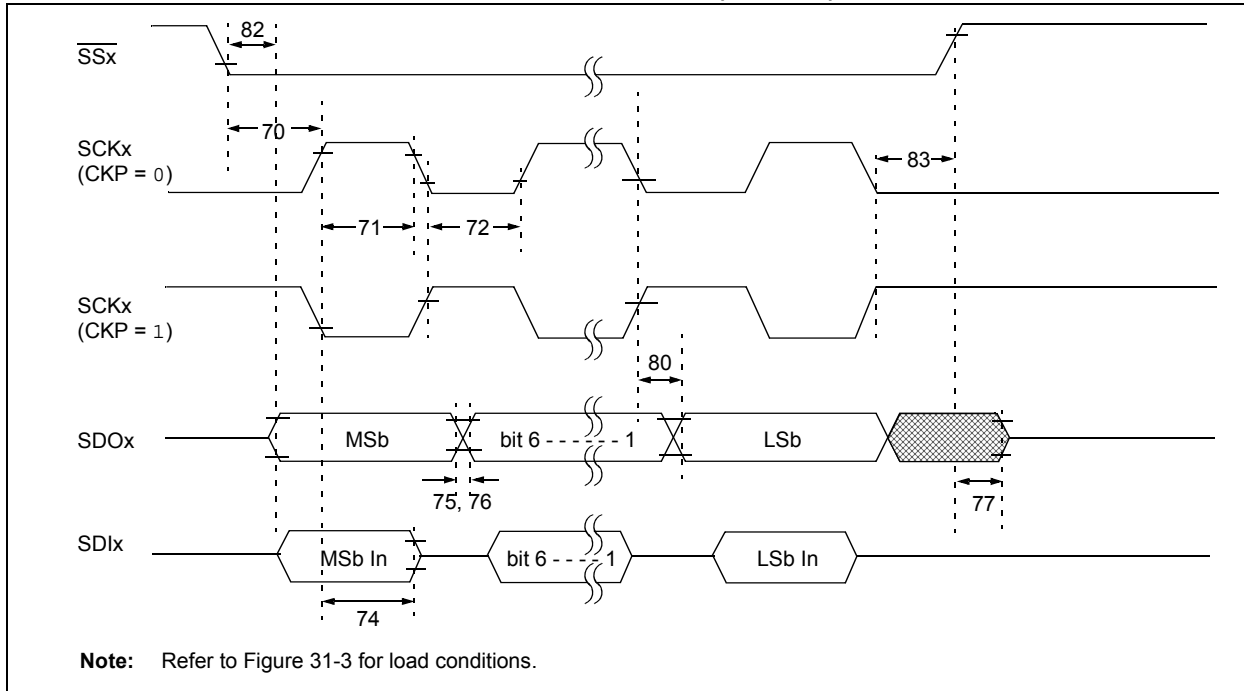 82
SSx
70
SCKx
(CKP = 0)
83
71
72
SCKx
(CKP = 1)
80
SDOx
MSb
bit 6 - - - - - - 1
LSb
75, 76
77
SDIx
MSb In
bit 6 - - - - 1
LSb In
74
Note: Refer to Figure 31-3 for load conditions.